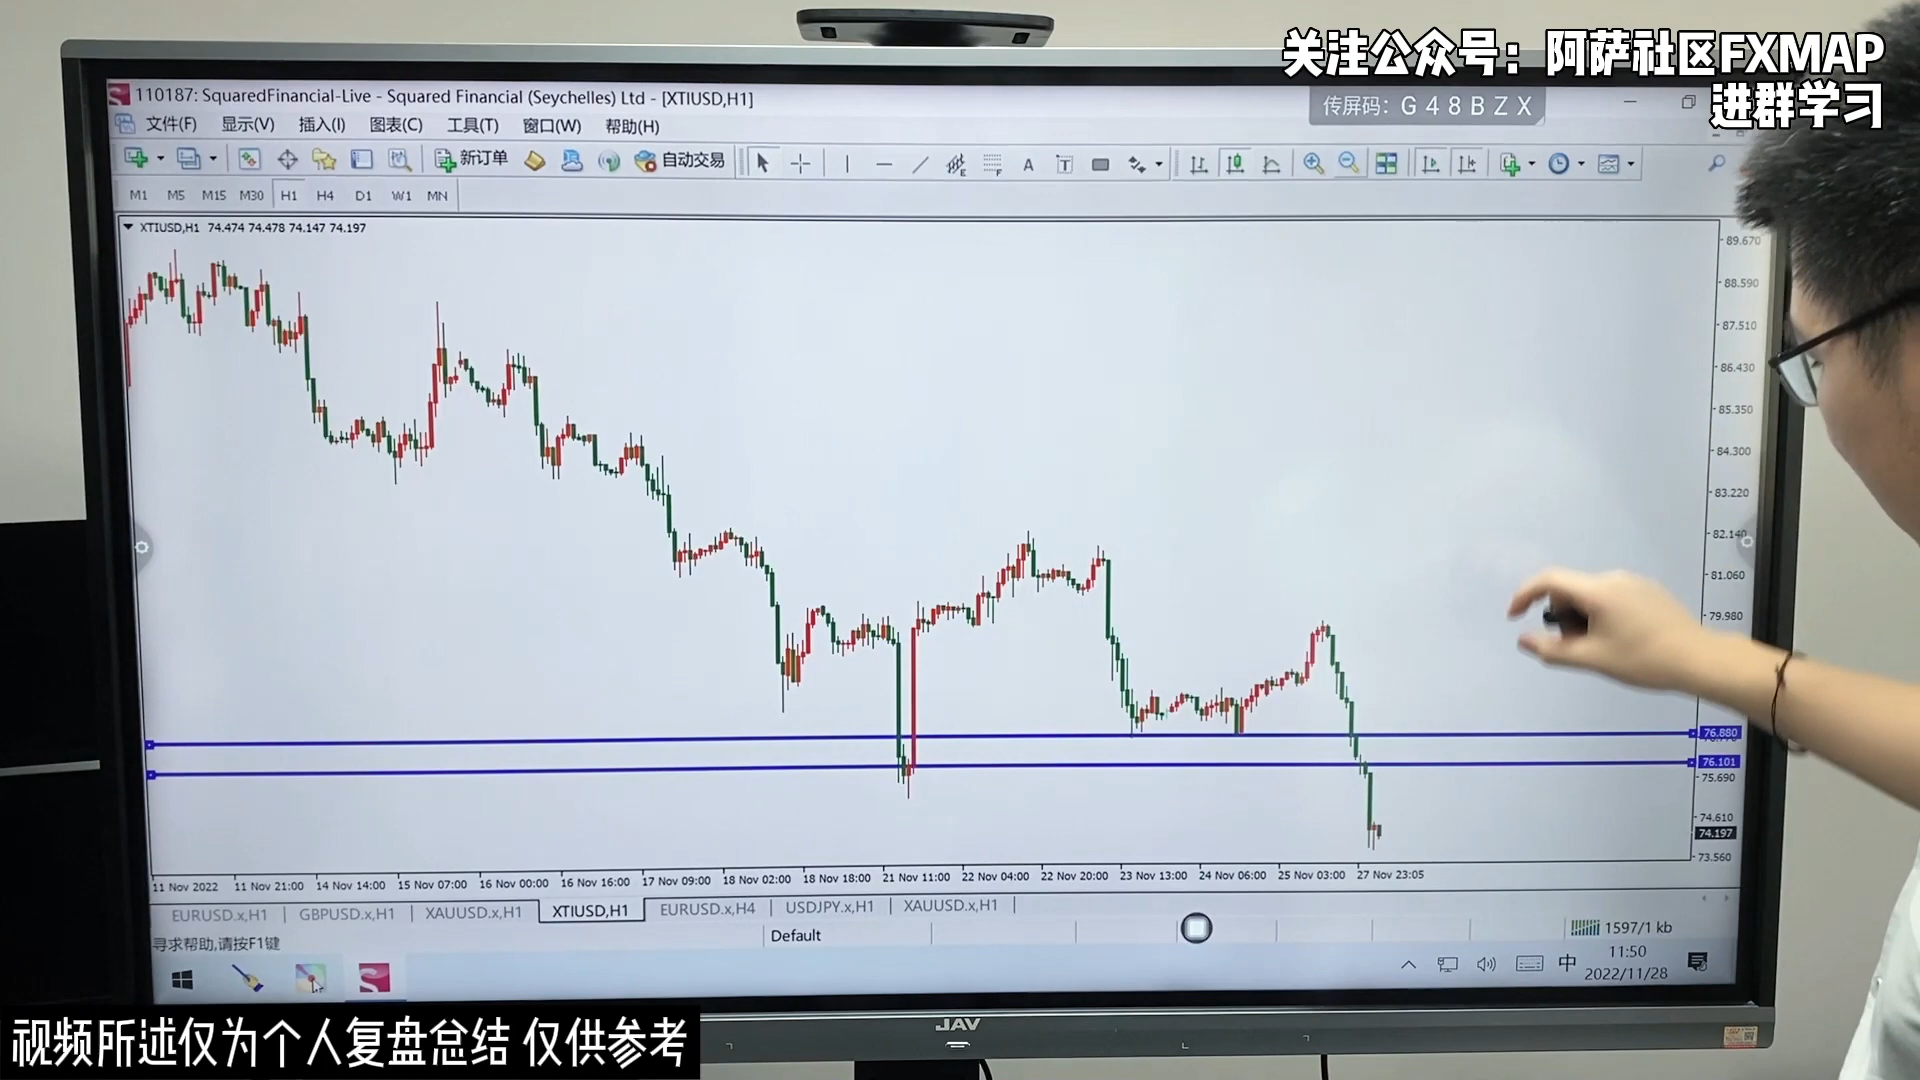 关注公众号：阿萨社区FXMAP
进群学习
110187: SquaredFinancial-Live - Squared Financial (Seychelles) Ltd - [XTIUSD,H1]
传屏码：G48BZX
文件(F) 显示(V) 插入(I) 图表(C) 工具(T) 窗口(W) 帮助(H)
新订单 自动交易
M1 M5 M15 M30 H1 H4 D1 W1 MN
XTIUSD,H1 74.474 74.478 74.147 74.197
89.670
88.590
87.510
86.430
85.350
84.300
83.220
82.140
81.060
79.980
76.880
76.101
75.690
74.610
74.197
73.560
11 Nov 2022 11 Nov 21:00 14 Nov 14:00 15 Nov 07:00 16 Nov 00:00 16 Nov 16:00 17 Nov 09:00 18 Nov 02:00 18 Nov 18:00 21 Nov 11:00 22 Nov 04:00 22 Nov 20:00 23 Nov 13:00 24 Nov 06:00 25 Nov 03:00 27 Nov 23:05
EURUSD.x,H1 GBPUSD.x,H1 XAUUSD.x,H1 XTIUSD,H1 EURUSD.x,H4 USDJPY.x,H1 XAUUSD.x,H1
寻求帮助,请按F1键 Default 1597/1 kb
中 11:50
2022/11/28
JAV
视频所述仅为个人复盘总结 仅供参考